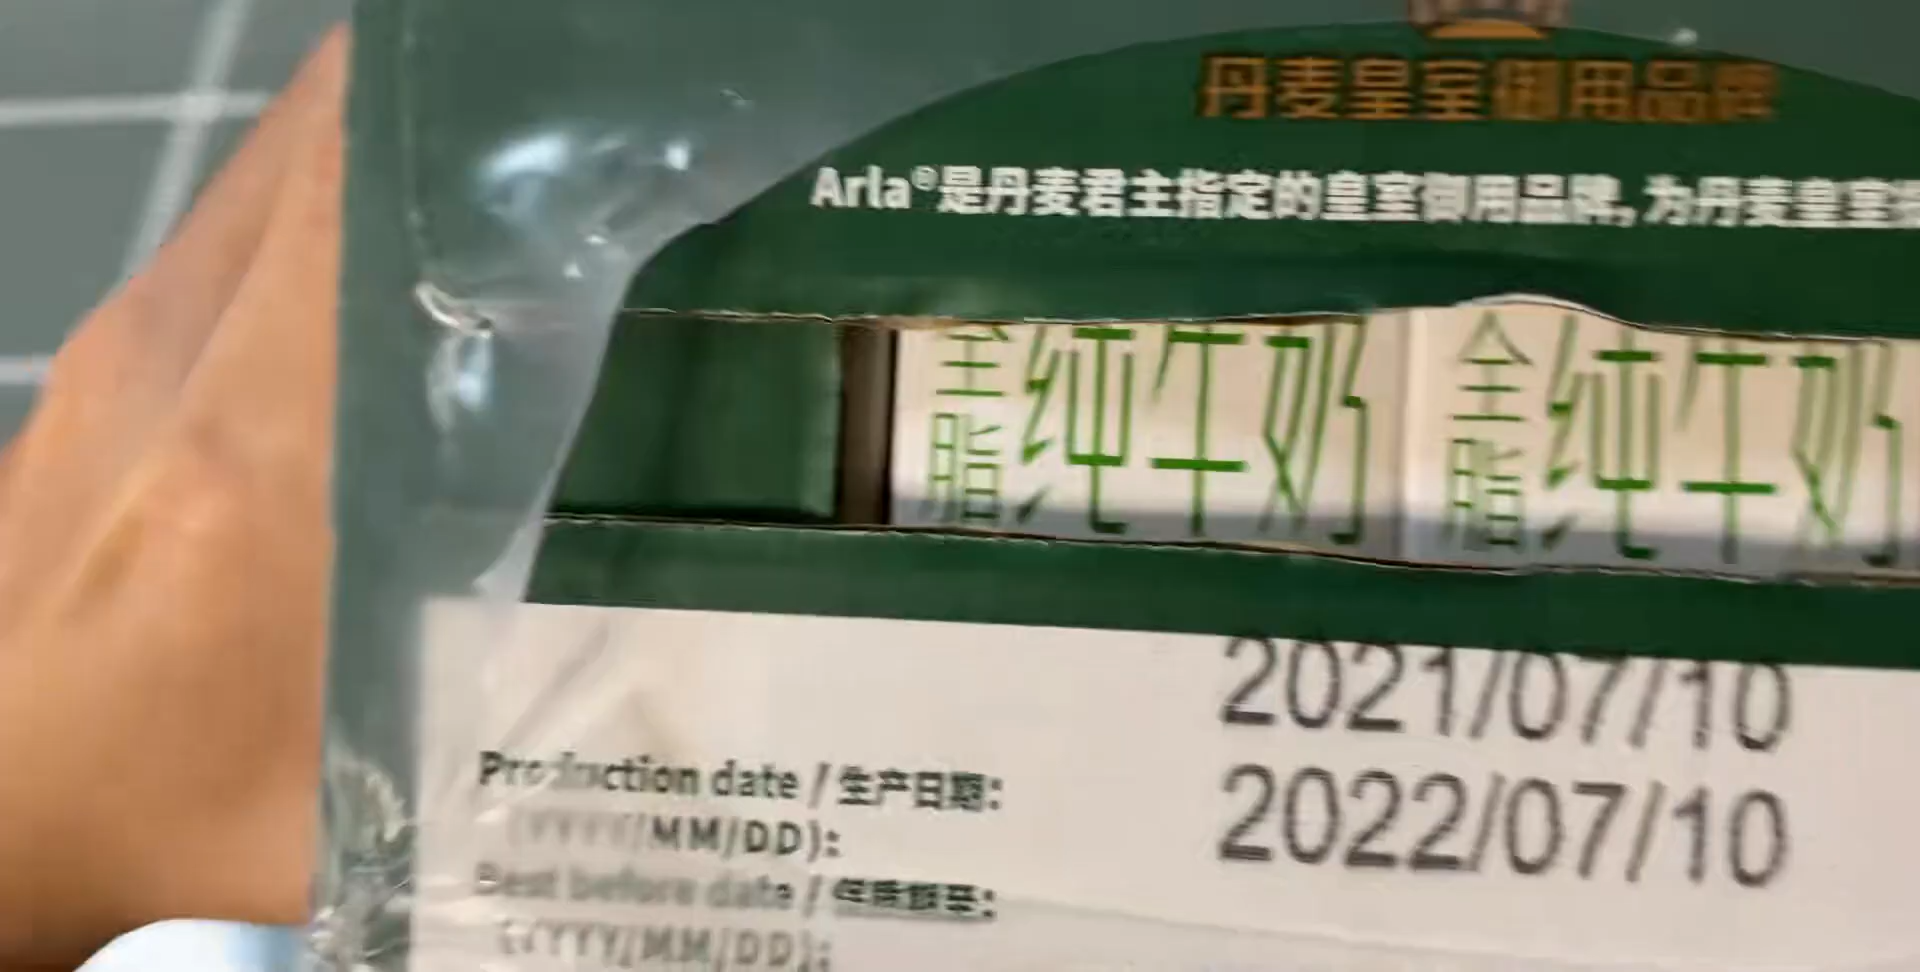 丹麦皇室御用品牌
Arla®是丹麦君主指定的皇室御用品牌，为丹麦皇室
全脂纯牛奶
全脂纯牛奶
2021/07/10
Production date / 生产日期：
2022/07/10
(YYYY/MM/DD):
Best before date / 保质期至：
(YYYY/MM/DD):